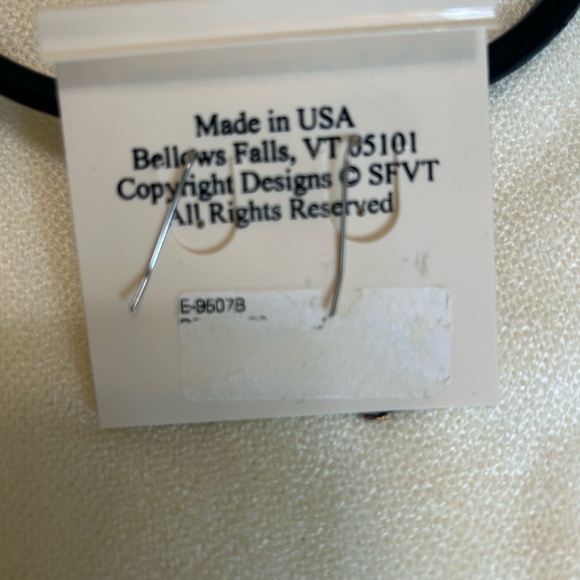 Made in USA
Bellows Falls, VT 05101
Copyright Designs © SFVT
All Rights Reserved
E-9507B